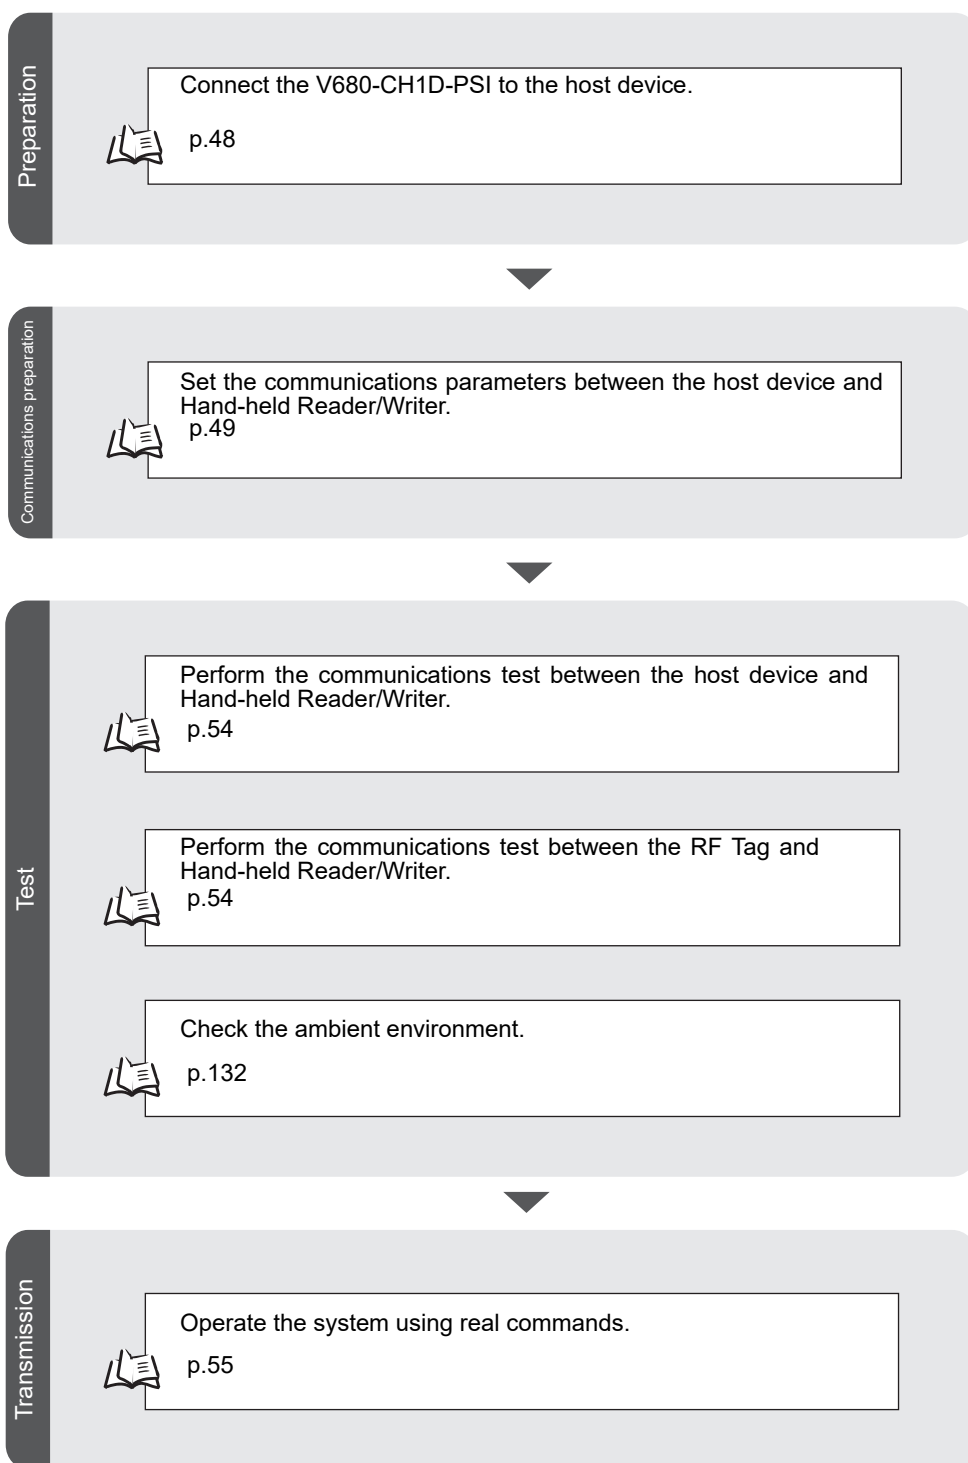 Preparation
Connect the V680-CH1D-PSI to the host device.
p.48
Communications preparation
Set the communications parameters between the host device and
Hand-held Reader/Writer.
p.49
Test
Perform the communications test between the host device and
Hand-held Reader/Writer.
p.54
Perform the communications test between the RF Tag and
Hand-held Reader/Writer.
p.54
Check the ambient environment.
p.132
Transmission
Operate the system using real commands.
p.55